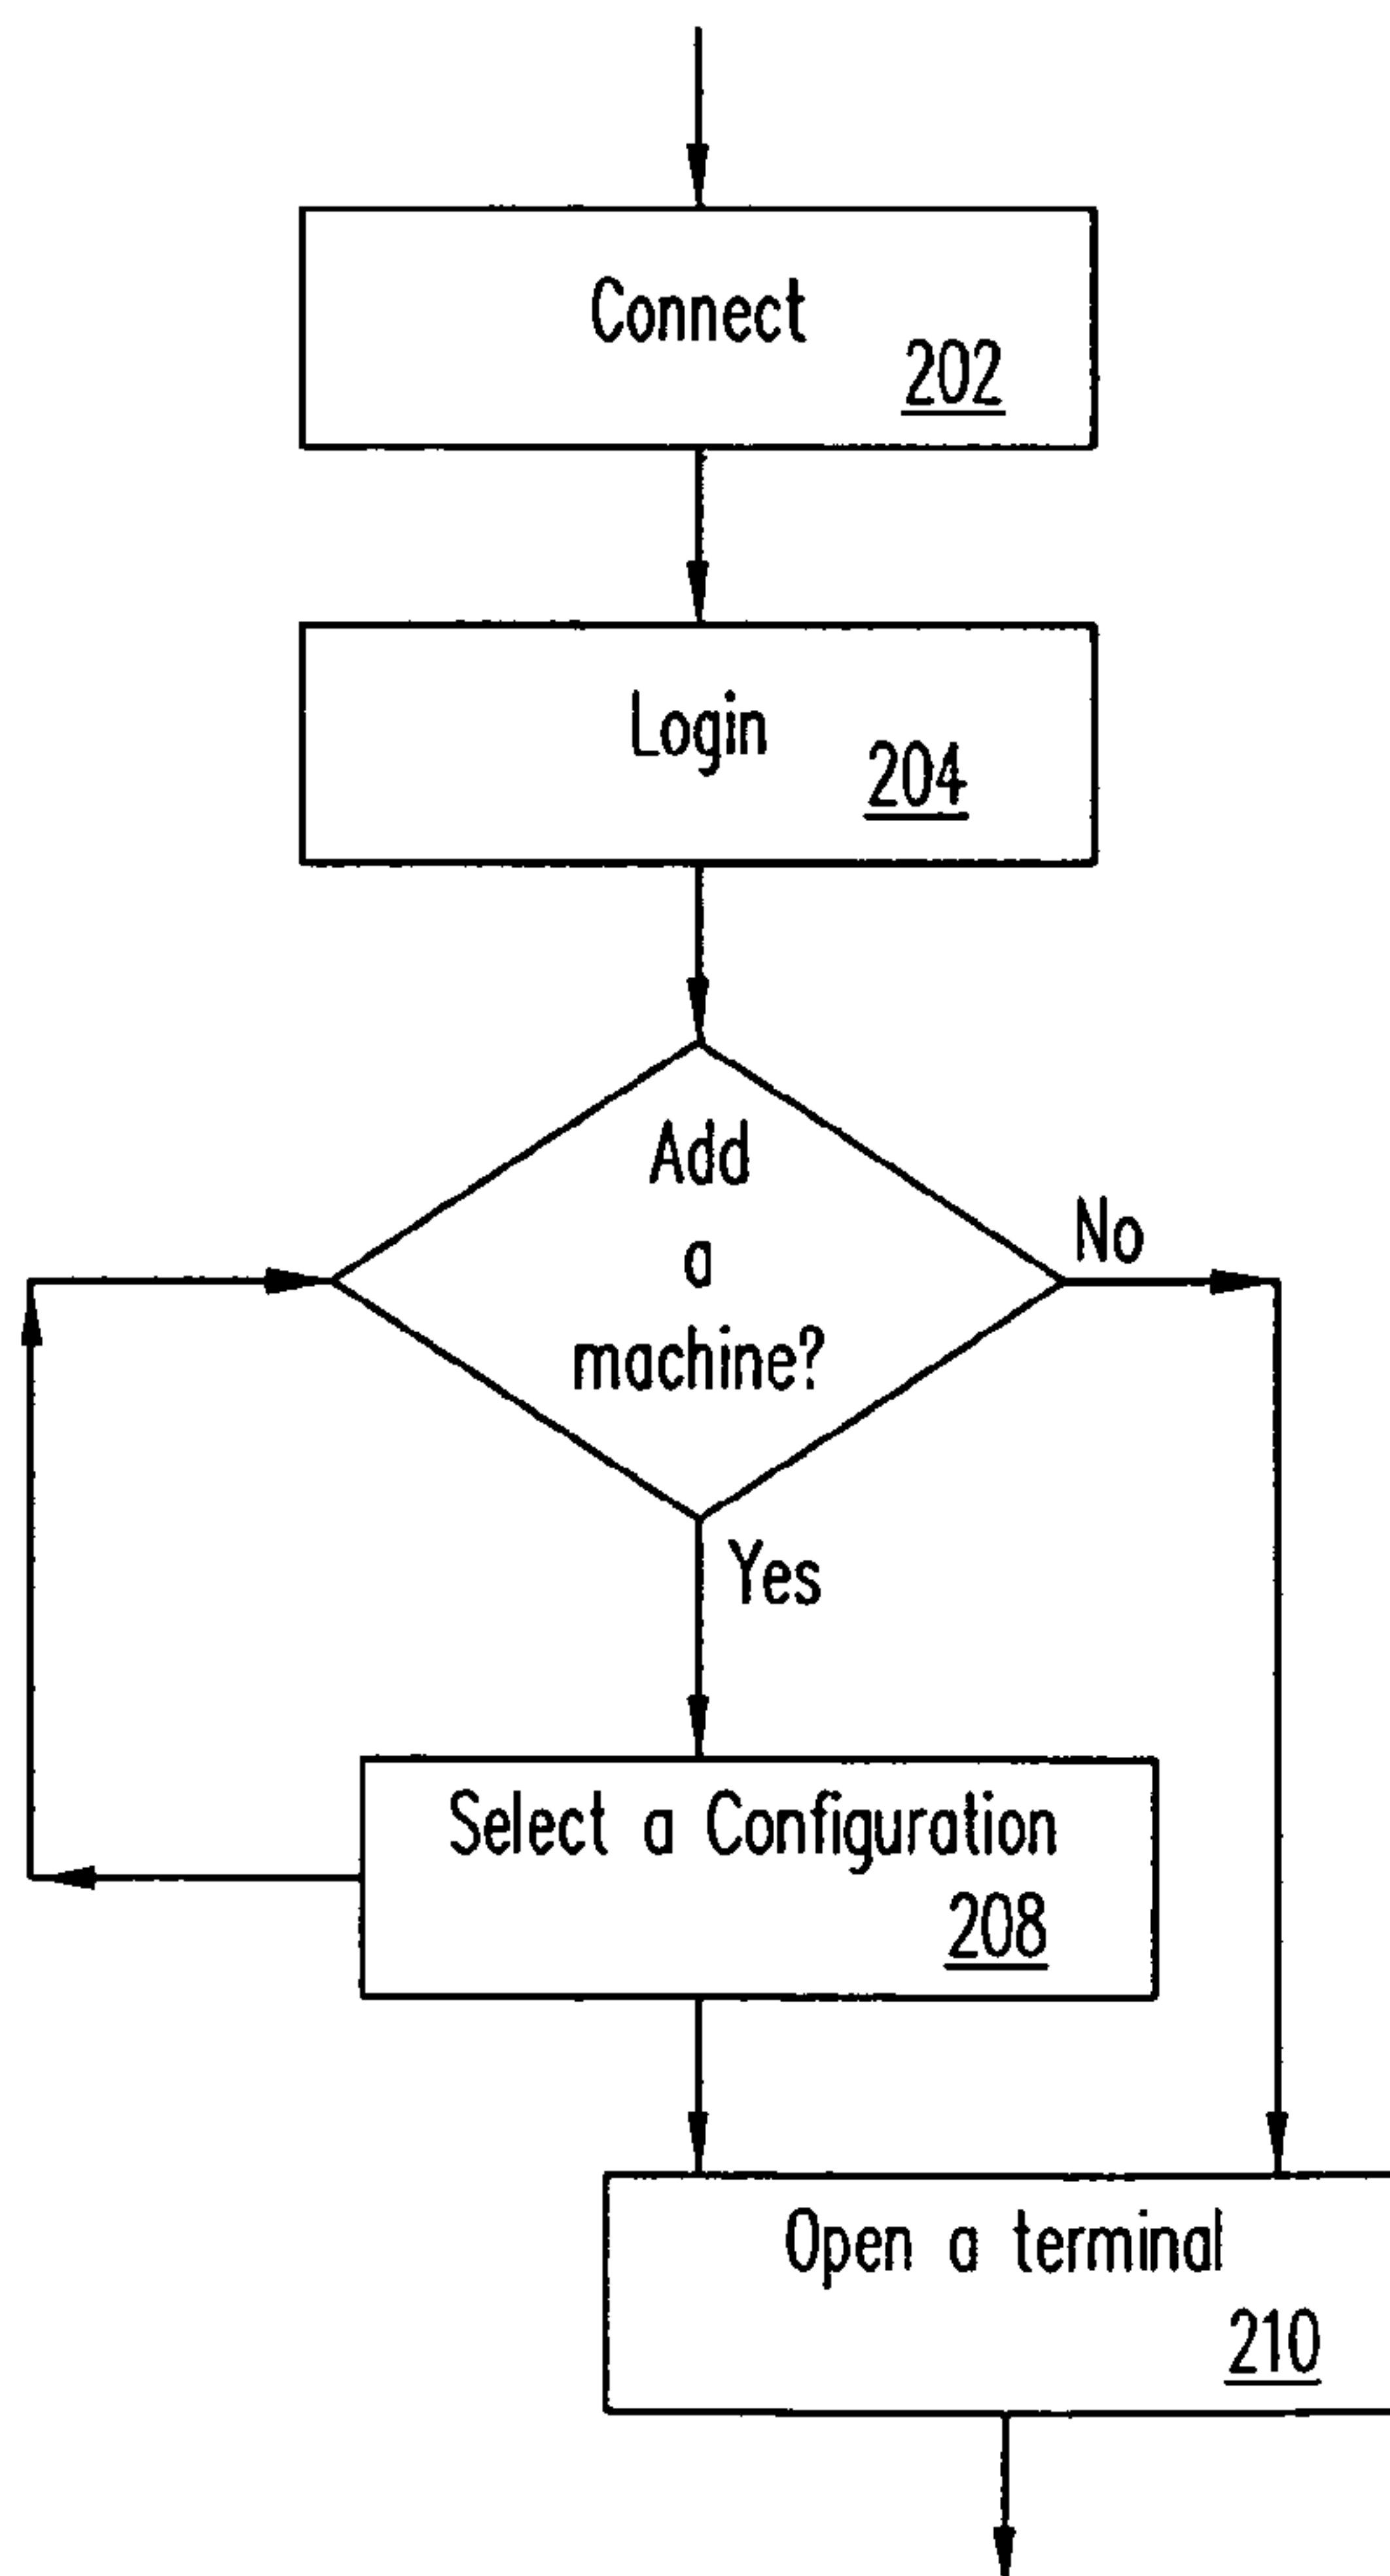 Connect
202
Login
204
Add
a
machine?
No
Yes
Select a Configuration
208
Open a terminal
210